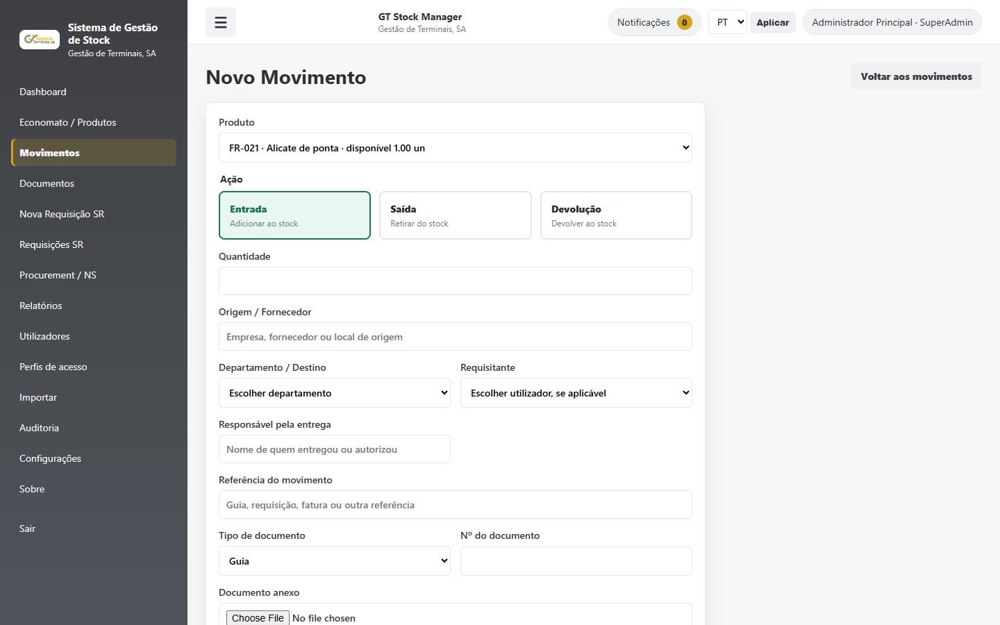 Sistema de Gestão
de Stock
Gestão de Terminais, SA
Dashboard
Economato / Produtos
Movimentos
Documentos
Nova Requisição SR
Requisições SR
Procurement / NS
Relatórios
Utilizadores
Perfis de acesso
Importar
Auditoria
Configurações
Sobre
Sair
☰
GT Stock Manager
Gestão de Terminais, SA
Notificações 0
PT
Aplicar
Administrador Principal · SuperAdmin
Novo Movimento
Voltar aos movimentos
Produto
FR-021 · Alicate de ponta · disponível 1.00 un
Ação
Entrada
Adicionar ao stock
Saída
Retirar do stock
Devolução
Devolver ao stock
Quantidade
Origem / Fornecedor
Empresa, fornecedor ou local de origem
Departamento / Destino
Escolher departamento
Requisitante
Escolher utilizador, se aplicável
Responsável pela entrega
Nome de quem entregou ou autorizou
Referência do movimento
Guia, requisição, fatura ou outra referência
Tipo de documento
Guia
Nº do documento
Documento anexo
Choose File No file chosen